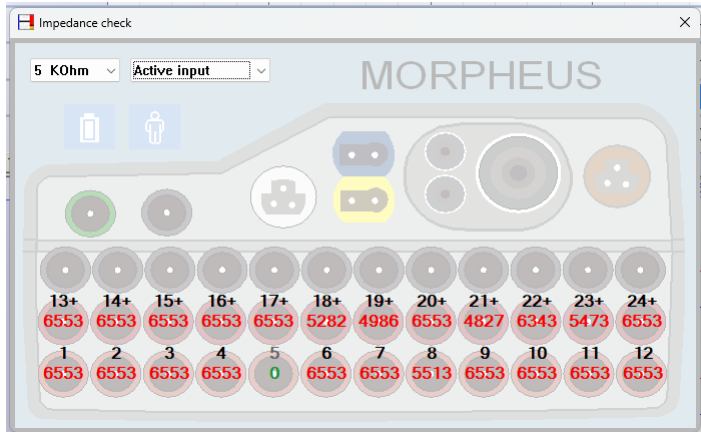 Impedance check
5 KOhm Active input
MORPHEUS
13+ 14+ 15+ 16+ 17+ 18+ 19+ 20+ 21+ 22+ 23+ 24+
6553 6553 6553 6553 6553 5282 4986 6553 4827 6343 5473 6553
1 2 3 4 5 6 7 8 9 10 11 12
6553 6553 6553 6553 0 6553 6553 5513 6553 6553 6553 6553